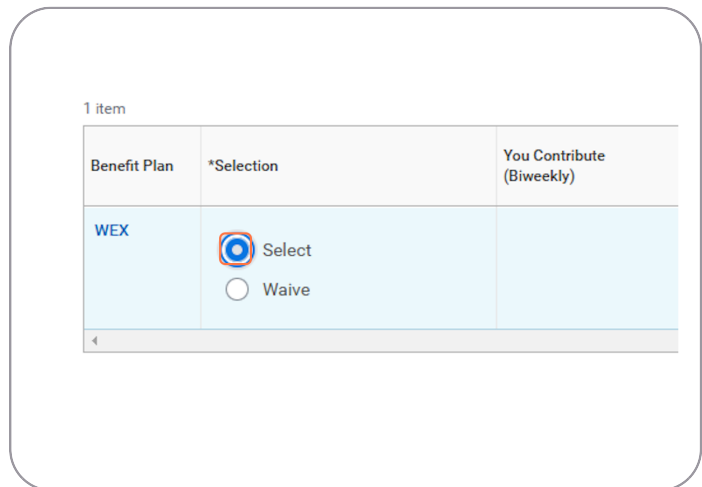 1 item
Benefit Plan
*Selection
You Contribute
(Biweekly)
WEX
Select
Waive